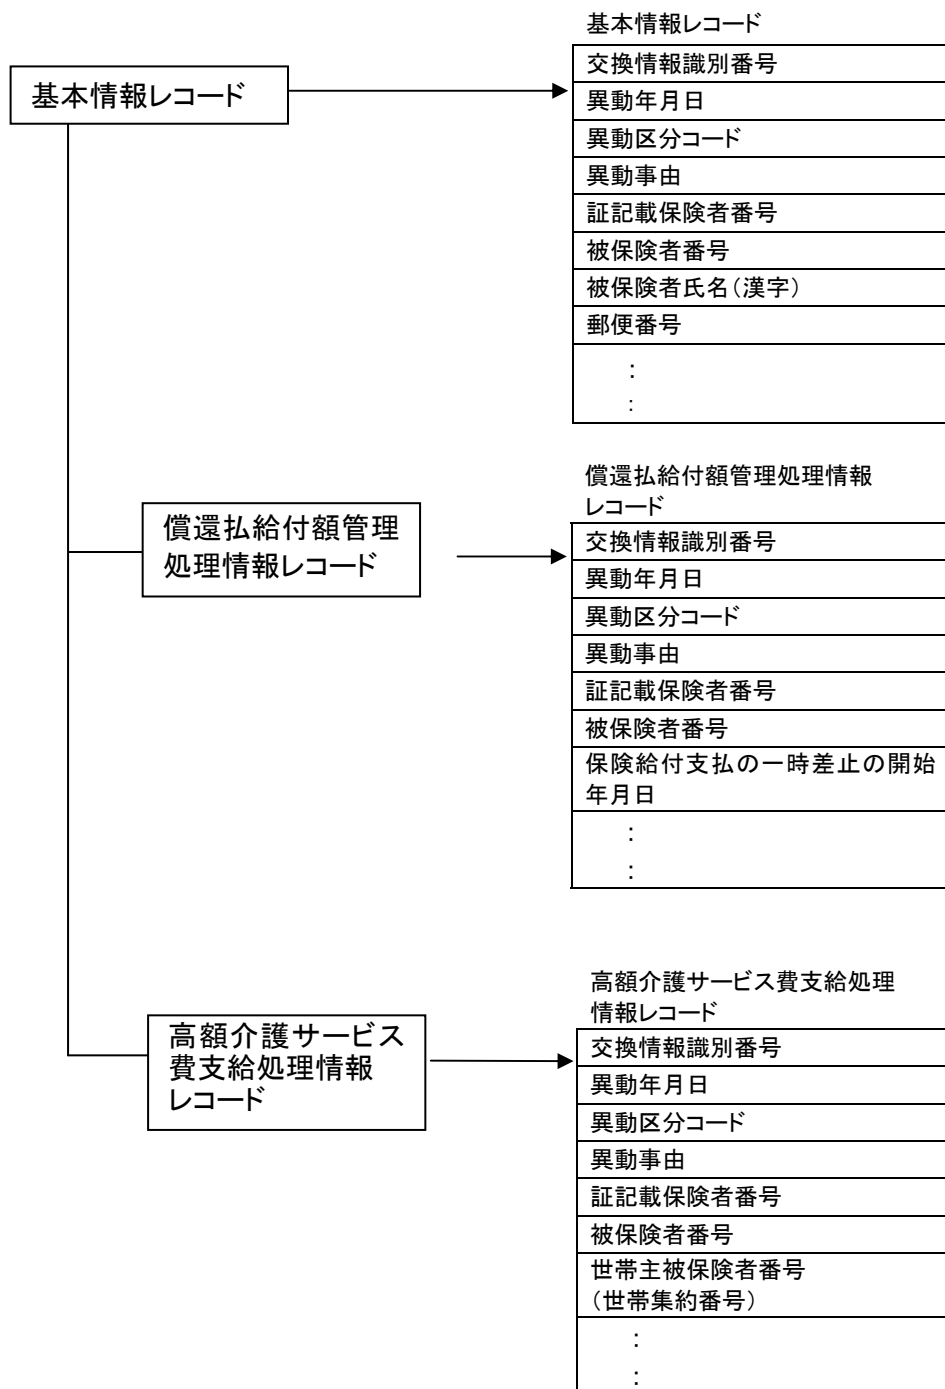 基本情報レコード
基本情報レコード
交換情報識別番号
異動年月日
異動区分コード
異動事由
証記載保険者番号
被保険者番号
被保険者氏名（漢字）
郵便番号
：
：
償還払給付額管理
処理情報レコード
償還払給付額管理処理情報
レコード
交換情報識別番号
異動年月日
異動区分コード
異動事由
証記載保険者番号
被保険者番号
保険給付支払の一時差止の開始
年月日
：
：
高額介護サービス
費支給処理情報
レコード
高額介護サービス費支給処理
情報レコード
交換情報識別番号
異動年月日
異動区分コード
異動事由
証記載保険者番号
被保険者番号
世帯主被保険者番号
（世帯集約番号）
：
：